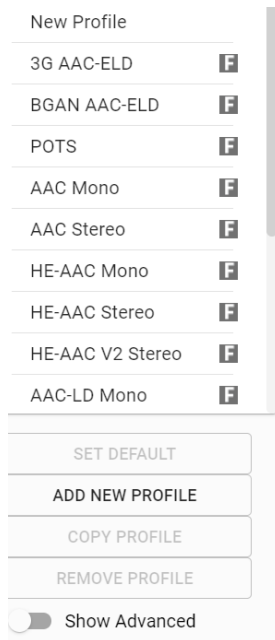 New Profile
3G AAC-ELD F
BGAN AAC-ELD F
POTS F
AAC Mono F
AAC Stereo F
HE-AAC Mono F
HE-AAC Stereo F
HE-AAC V2 Stereo F
AAC-LD Mono F
SET DEFAULT
ADD NEW PROFILE
COPY PROFILE
REMOVE PROFILE
Show Advanced